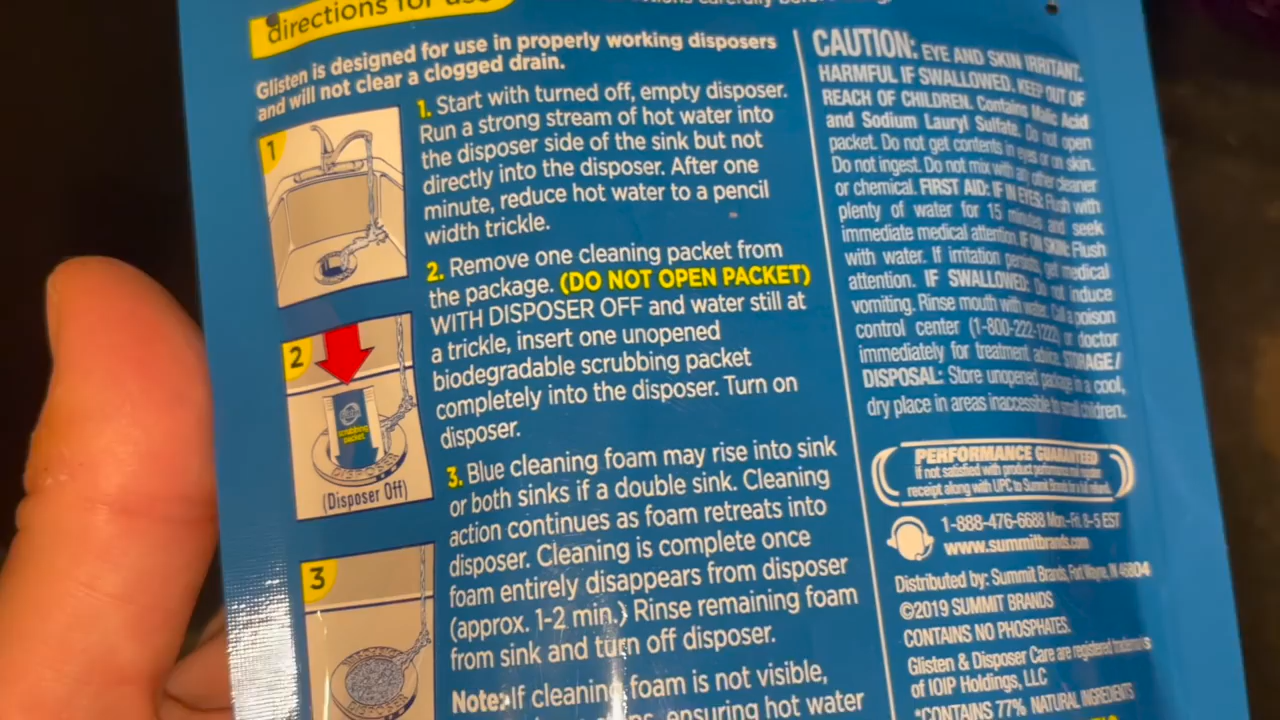 directions for use
Glisten is designed for use in properly working disposers
and will not clear a clogged drain.
1
1. Start with turned off, empty disposer.
Run a strong stream of hot water into
the disposer side of the sink but not
directly into the disposer. After one
minute, reduce hot water to a pencil
width trickle.
2
scrubbing
packet
(Disposer Off)
2. Remove one cleaning packet from
the package. (DO NOT OPEN PACKET)
WITH DISPOSER OFF and water still at
a trickle, insert one unopened
biodegradable scrubbing packet
completely into the disposer. Turn on
disposer.
3
3. Blue cleaning foam may rise into sink
or both sinks if a double sink. Cleaning
action continues as foam retreats into
disposer. Cleaning is complete once
foam entirely disappears from disposer
(approx. 1-2 min.) Rinse remaining foam
from sink and turn off disposer.
Note: If cleaning foam is not visible,
ensuring hot water
CAUTION: EYE AND SKIN IRRITANT.
HARMFUL IF SWALLOWED. KEEP OUT OF
REACH OF CHILDREN. Contains Malic Acid
and Sodium Lauryl Sulfate. Do not open
packet. Do not get contents in eyes or on skin.
Do not ingest. Do not mix with any other cleaner
or chemical. FIRST AID: IF IN EYES: Flush with
plenty of water for 15 minutes and seek
immediate medical attention. IF ON SKIN: Flush
with water. If irritation persists, get medical
attention. IF SWALLOWED: Do not induce
vomiting. Rinse mouth with water. Call a poison
control center (1-800-222-1222) or doctor
immediately for treatment advice. STORAGE/
DISPOSAL: Store unopened package in a cool,
dry place in areas inaccessible to small children.
PERFORMANCE GUARANTEED
If not satisfied with product performance
receipt along with UPC to Summit Brands for full refund.
1-888-476-6688 Mon.-Fri. 8-5 EST
www.summitbrands.com
Distributed by: Summit Brands, Fort Wayne, IN 46804
©2019 SUMMIT BRANDS
CONTAINS NO PHOSPHATES.
Glisten & Disposer Care are registered trademarks
of IOIP Holdings, LLC
*CONTAINS 77% NATURAL INGREDIENTS